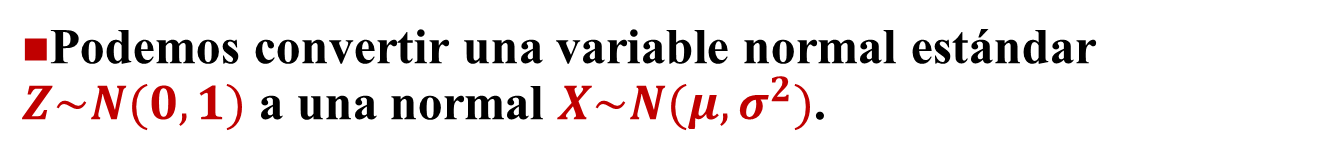 ■Podemos convertir una variable normal estándar
Z~N(0, 1) a una normal X~N(μ, σ²).